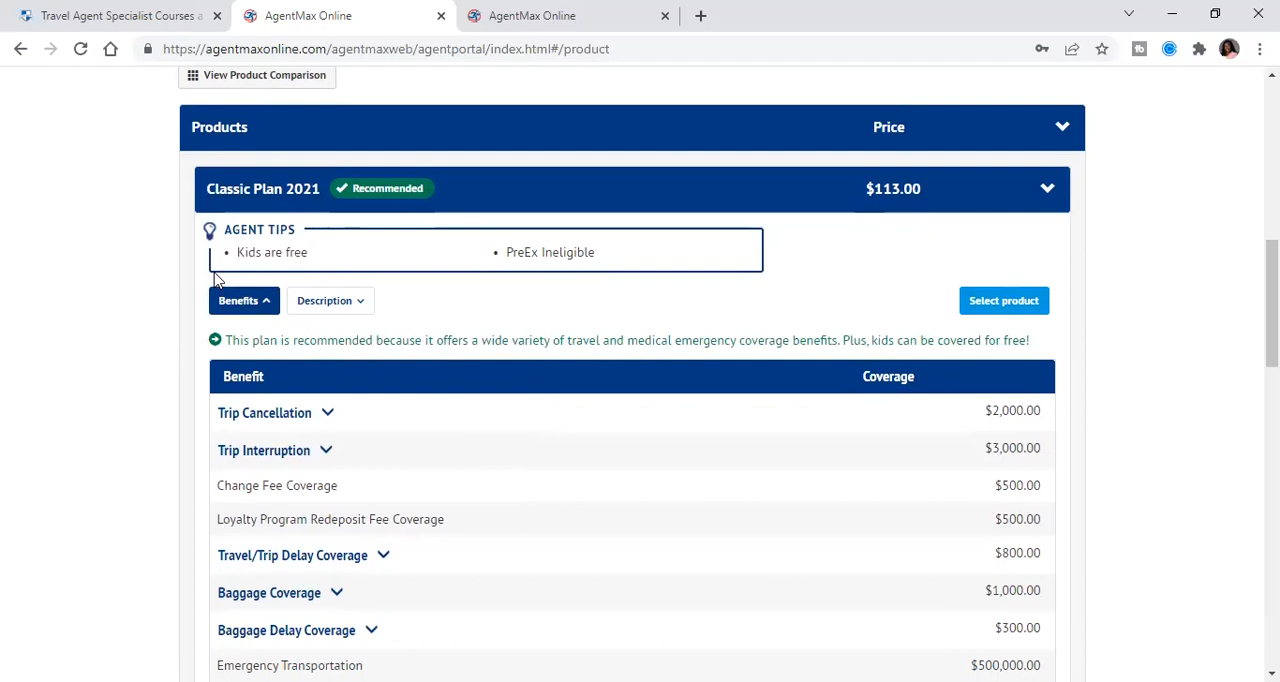 Travel Agent Specialist Courses a
AgentMax Online
AgentMax Online
https://agentmaxonline.com/agentmaxweb/agentportal/index.html#/product
View Product Comparison
Products Price
Classic Plan 2021 Recommended $113.00
AGENT TIPS
• Kids are free • PreEx Ineligible
Benefits Description Select product
This plan is recommended because it offers a wide variety of travel and medical emergency coverage benefits. Plus, kids can be covered for free!
Benefit Coverage
Trip Cancellation $2,000.00
Trip Interruption $3,000.00
Change Fee Coverage $500.00
Loyalty Program Redeposit Fee Coverage $500.00
Travel/Trip Delay Coverage $800.00
Baggage Coverage $1,000.00
Baggage Delay Coverage $300.00
Emergency Transportation $500,000.00